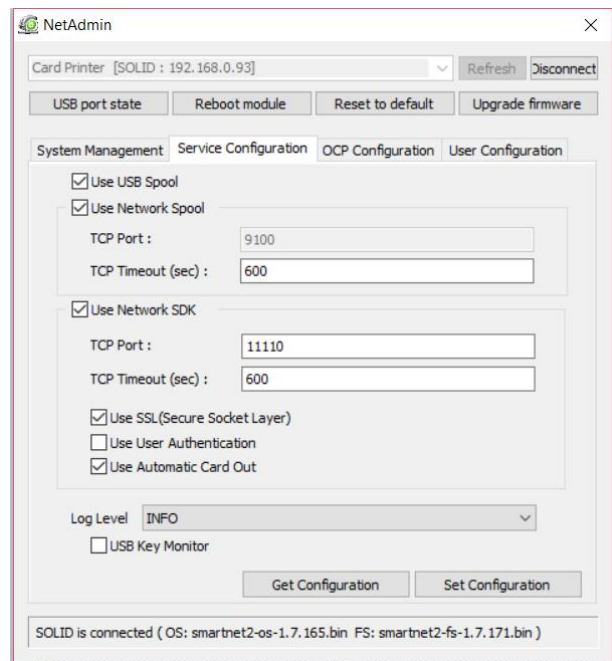 NetAdmin
Card Printer [SOLID : 192.168.0.93] Refresh Disconnect
USB port state Reboot module Reset to default Upgrade firmware
System Management Service Configuration OCP Configuration User Configuration
Use USB Spool
Use Network Spool
TCP Port : 9100
TCP Timeout (sec) : 600
Use Network SDK
TCP Port : 11110
TCP Timeout (sec) : 600
Use SSL(Secure Socket Layer)
Use User Authentication
Use Automatic Card Out
Log Level INFO
USB Key Monitor
Get Configuration Set Configuration
SOLID is connected ( OS: smartnet2-os-1.7.165.bin FS: smartnet2-fs-1.7.171.bin )